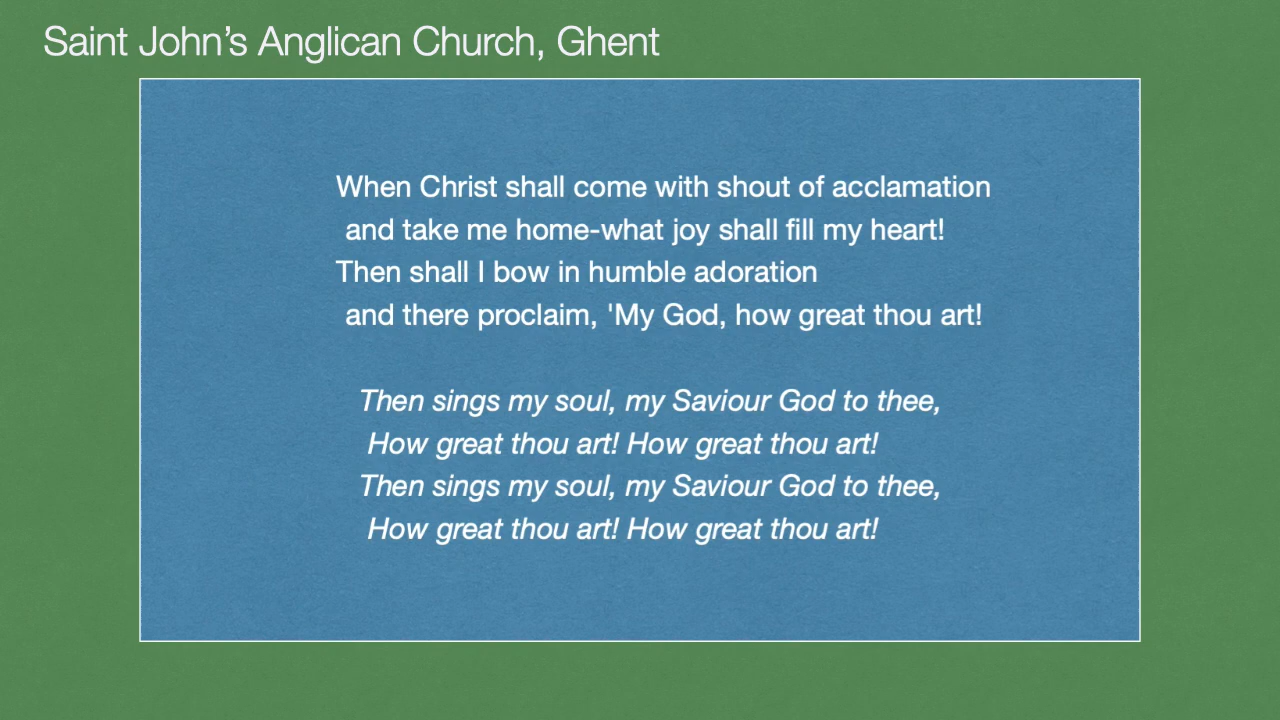 Saint John’s Anglican Church, Ghent
When Christ shall come with shout of acclamation
and take me home-what joy shall fill my heart!
Then shall I bow in humble adoration
and there proclaim, 'My God, how great thou art!
Then sings my soul, my Saviour God to thee,
How great thou art! How great thou art!
Then sings my soul, my Saviour God to thee,
How great thou art! How great thou art!